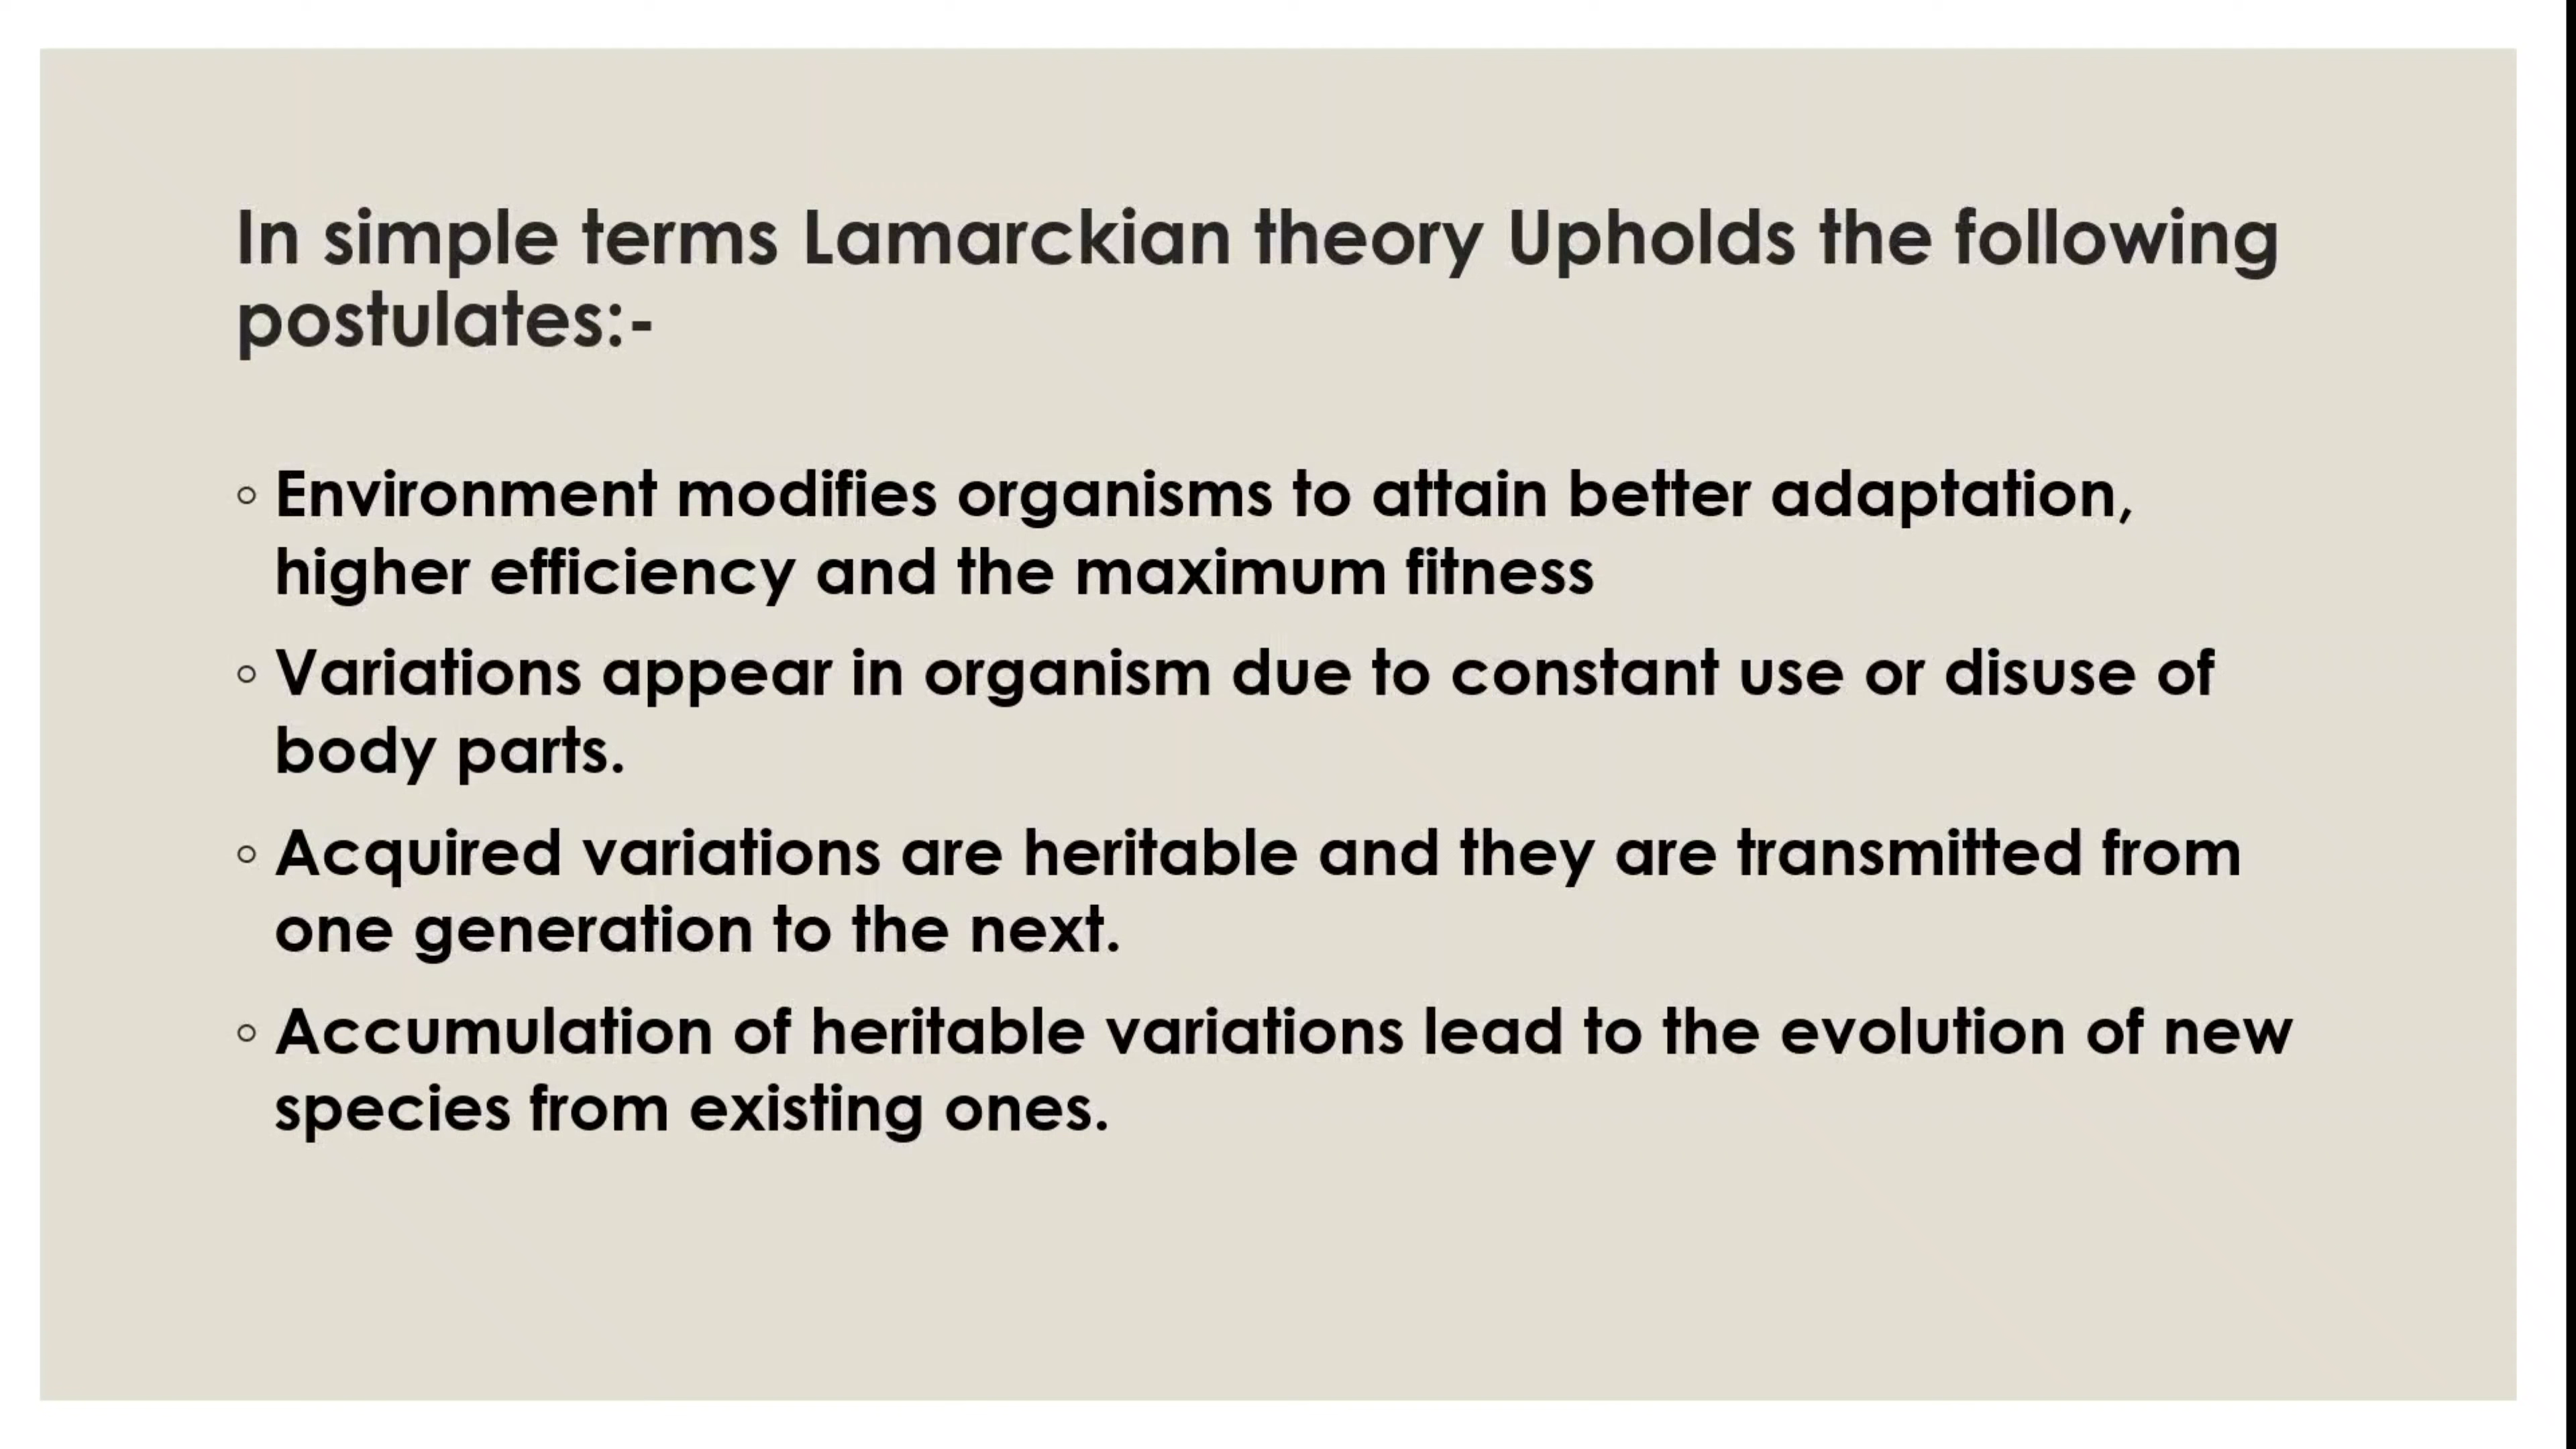 In simple terms Lamarckian theory Upholds the following
postulates:-
◦ Environment modifies organisms to attain better adaptation,
higher efficiency and the maximum fitness
◦ Variations appear in organism due to constant use or disuse of
body parts.
◦ Acquired variations are heritable and they are transmitted from
one generation to the next.
◦ Accumulation of heritable variations lead to the evolution of new
species from existing ones.